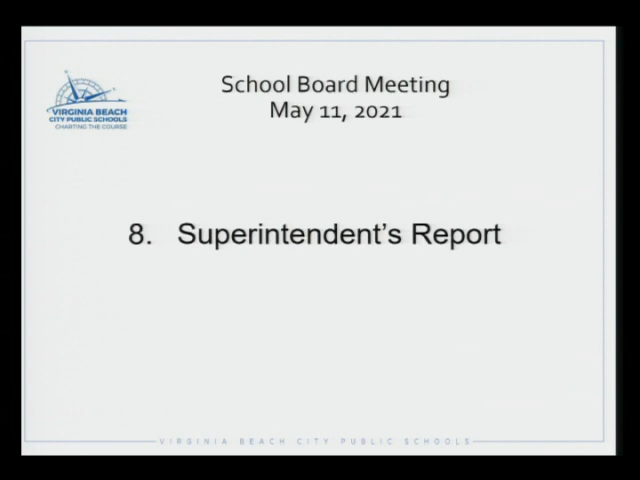 School Board Meeting
May 11, 2021
VIRGINIA BEACH
CITY PUBLIC SCHOOLS
CHARTING THE COURSE
8. Superintendent's Report
VIRGINIA BEACH CITY PUBLIC SCHOOLS